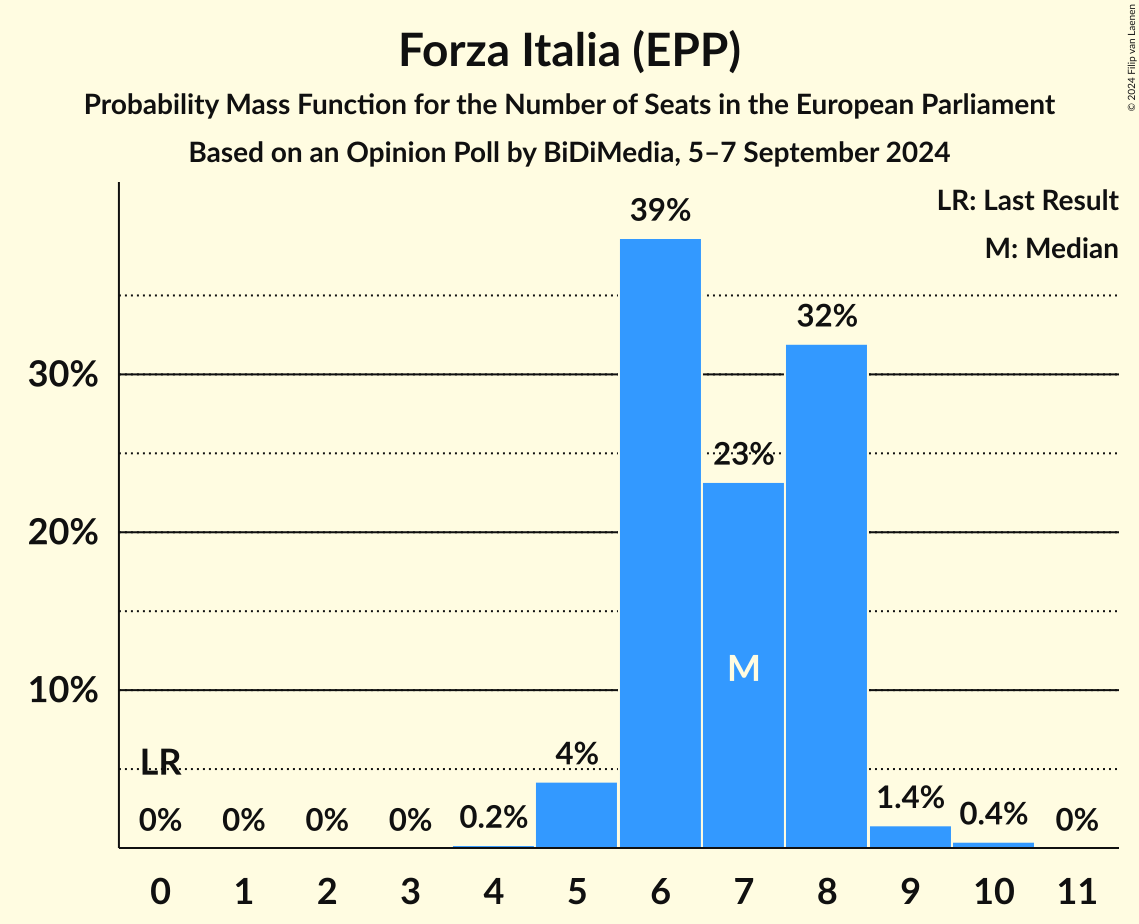 Forza Italia (EPP)
Probability Mass Function for the Number of Seats in the European Parliament
Based on an Opinion Poll by BiDiMedia, 5–7 September 2024
© 2024 Filip van Laenen
LR: Last Result
M: Median
39%
32%
30%
23%
20%
M
10%
LR
4%
0% 0% 0% 0% 0.2% 1.4% 0.4% 0%
0 1 2 3 4 5 6 7 8 9 10 11